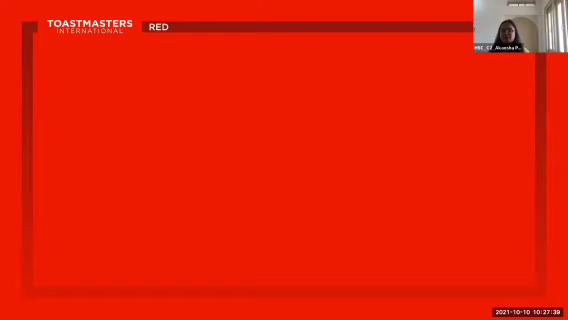 TOASTMASTERS
INTERNATIONAL
RED
2021-10-10 10:27:39